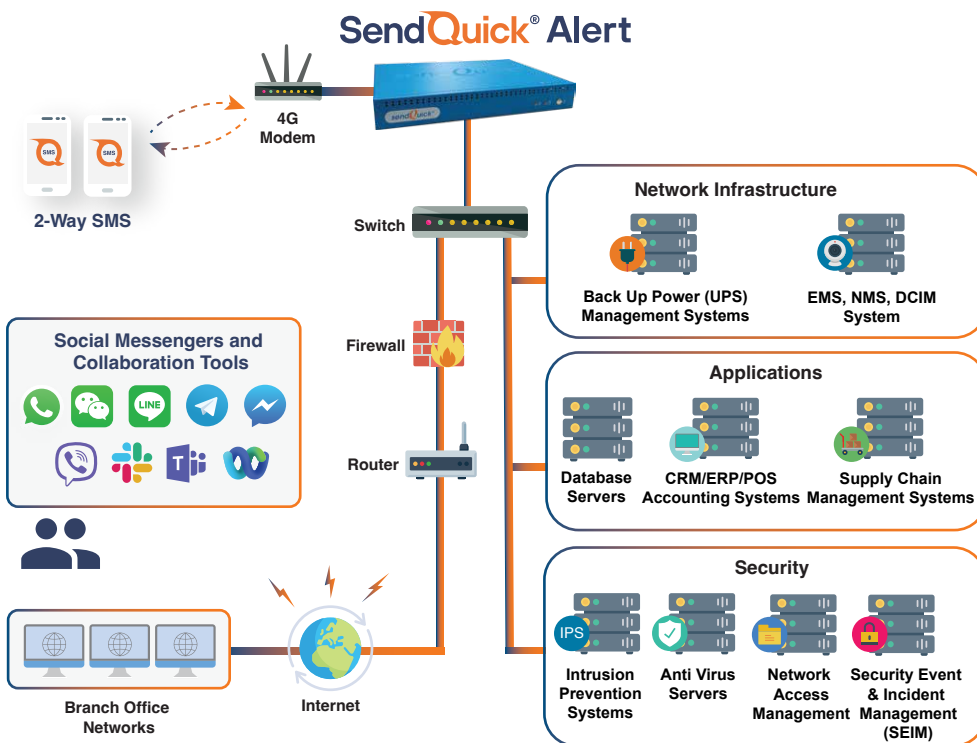 SendQuick® Alert
sendQuick®
4G
Modem
SMS
SMS
2-Way SMS
Switch
Network Infrastructure
Back Up Power (UPS)
Management Systems
EMS, NMS, DCIM
System
Social Messengers and
Collaboration Tools
LINE
T
Firewall
Router
Applications
Database
Servers
CRM/ERP/POS
Accounting Systems
Supply Chain
Management Systems
Security
IPS
Intrusion
Prevention
Systems
Anti Virus
Servers
Network
Access
Management
Security Event
& Incident
Management
(SEIM)
Branch Office
Networks
Internet